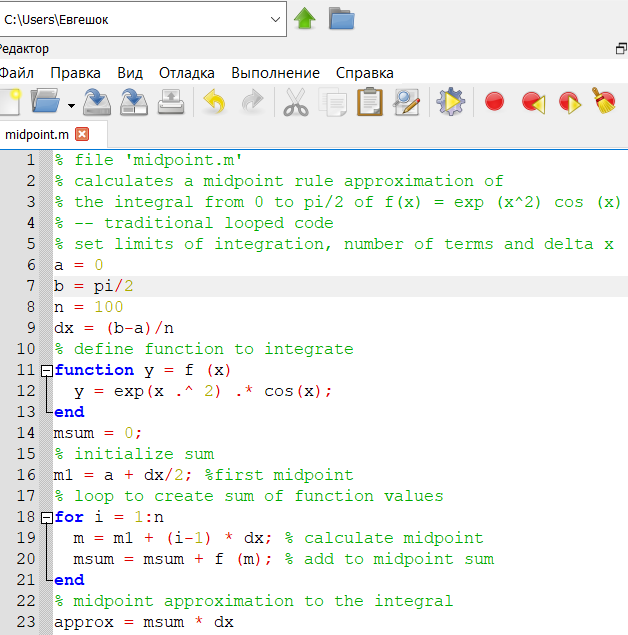 C:\Users\Евгешок
Редактор
Файл Правка Вид Отладка Выполнение Справка
midpoint.m
1 % file 'midpoint.m'
2 % calculates a midpoint rule approximation of
3 % the integral from 0 to pi/2 of f(x) = exp (x^2) cos (x)
4 % -- traditional looped code
5 % set limits of integration, number of terms and delta x
6 a = 0
7 b = pi/2
8 n = 100
9 dx = (b-a)/n
10 % define function to integrate
11 function y = f (x)
12 y = exp(x .^ 2) .* cos(x);
13 end
14 msum = 0;
15 % initialize sum
16 m1 = a + dx/2; %first midpoint
17 % loop to create sum of function values
18 for i = 1:n
19 m = m1 + (i-1) * dx; % calculate midpoint
20 msum = msum + f (m); % add to midpoint sum
21 end
22 % midpoint approximation to the integral
23 approx = msum * dx